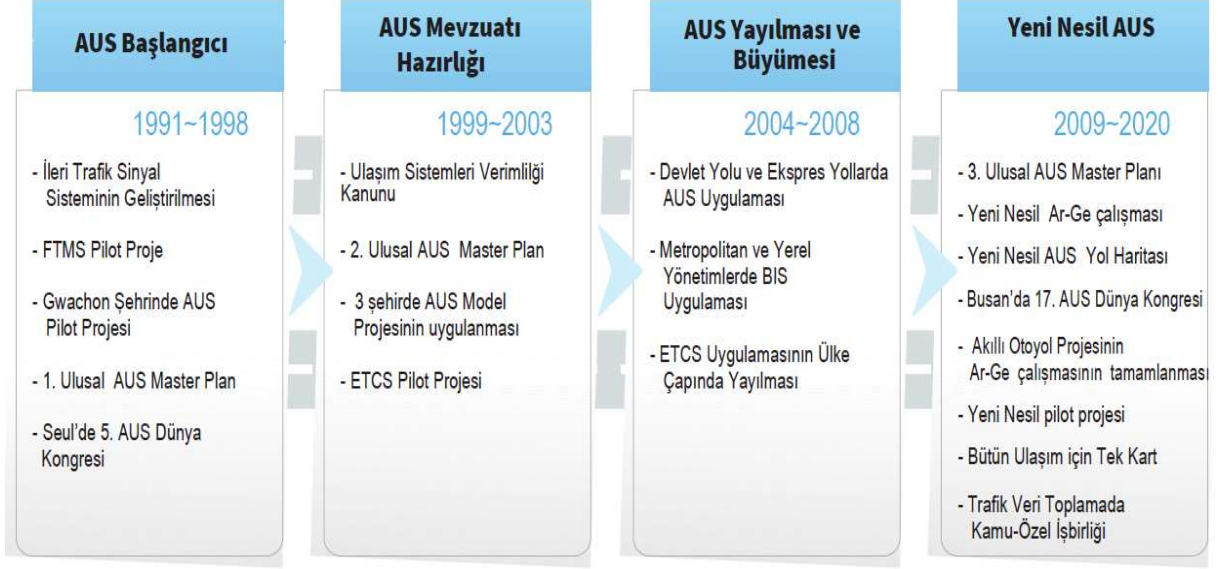 AUS Başlangıcı
1991~1998
- İleri Trafik Sinyal
Sisteminin Geliştirilmesi
- FTMS Pilot Proje
- Gwachon Şehrinde AUS
Pilot Projesi
- 1. Ulusal AUS Master Plan
- Seul’de 5. AUS Dünya
Kongresi
AUS Mevzuatı
Hazırlığı
1999~2003
- Ulaşım Sistemleri Verimlilği
Kanunu
- 2. Ulusal AUS Master Plan
- 3 şehirde AUS Model
Projesinin uygulanması
- ETCS Pilot Projesi
AUS Yayılması ve
Büyümesi
2004~2008
- Devlet Yolu ve Ekspres Yollarda
AUS Uygulaması
- Metropolitan ve Yerel
Yönetimlerde BIS
Uygulaması
- ETCS Uygulamasının Ülke
Çapında Yayılması
Yeni Nesil AUS
2009~2020
- 3. Ulusal AUS Master Planı
- Yeni Nesil Ar-Ge çalışması
- Yeni Nesil AUS Yol Haritası
- Busan’da 17. AUS Dünya Kongresi
- Akıllı Otoyol Projesinin
Ar-Ge çalışmasının tamamlanması
- Yeni Nesil pilot projesi
- Bütün Ulaşım için Tek Kart
- Trafik Veri Toplamada
Kamu-Özel İşbirliği